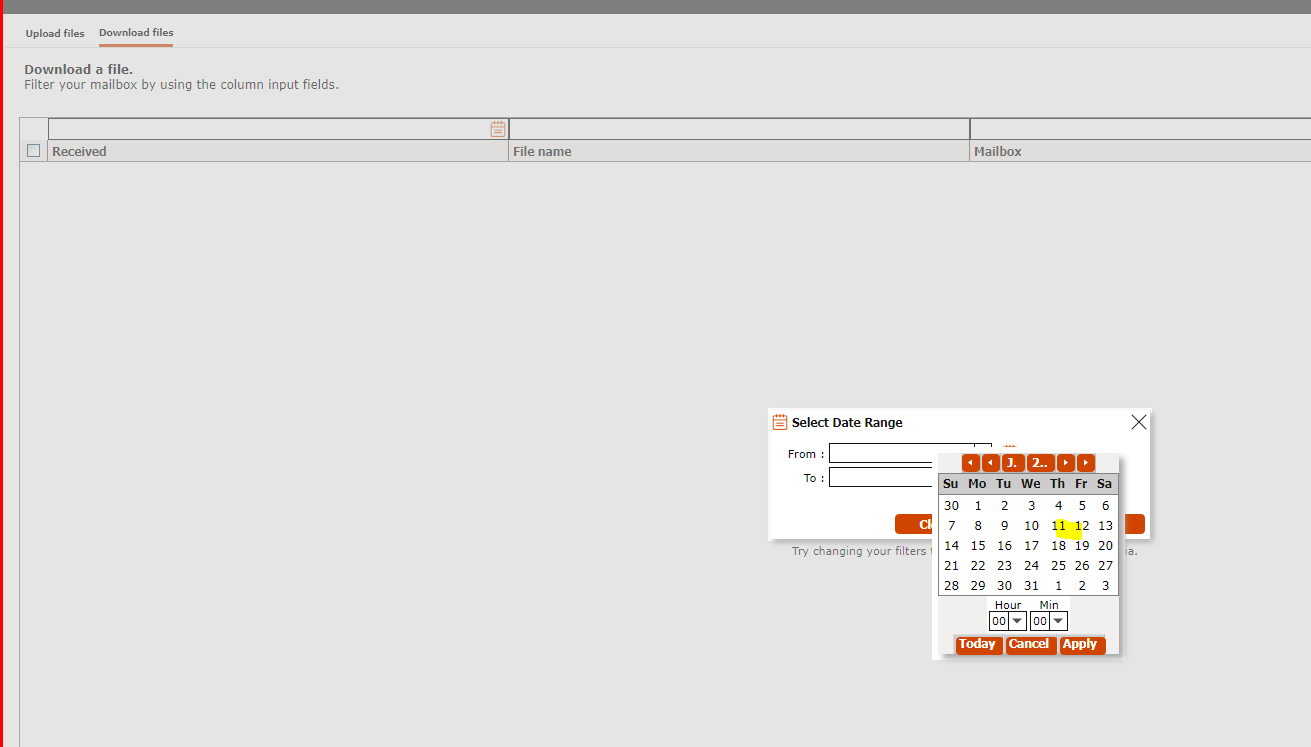 Upload files Download files
Download a file.
Filter your mailbox by using the column input fields.
Received File name Mailbox
Select Date Range
From :
To :
J. 2..
Su Mo Tu We Th Fr Sa
30 1 2 3 4 5 6
7 8 9 10 11 12 13
14 15 16 17 18 19 20
21 22 23 24 25 26 27
28 29 30 31 1 2 3
Hour Min
00 00
Today Cancel Apply
Try changing your filters